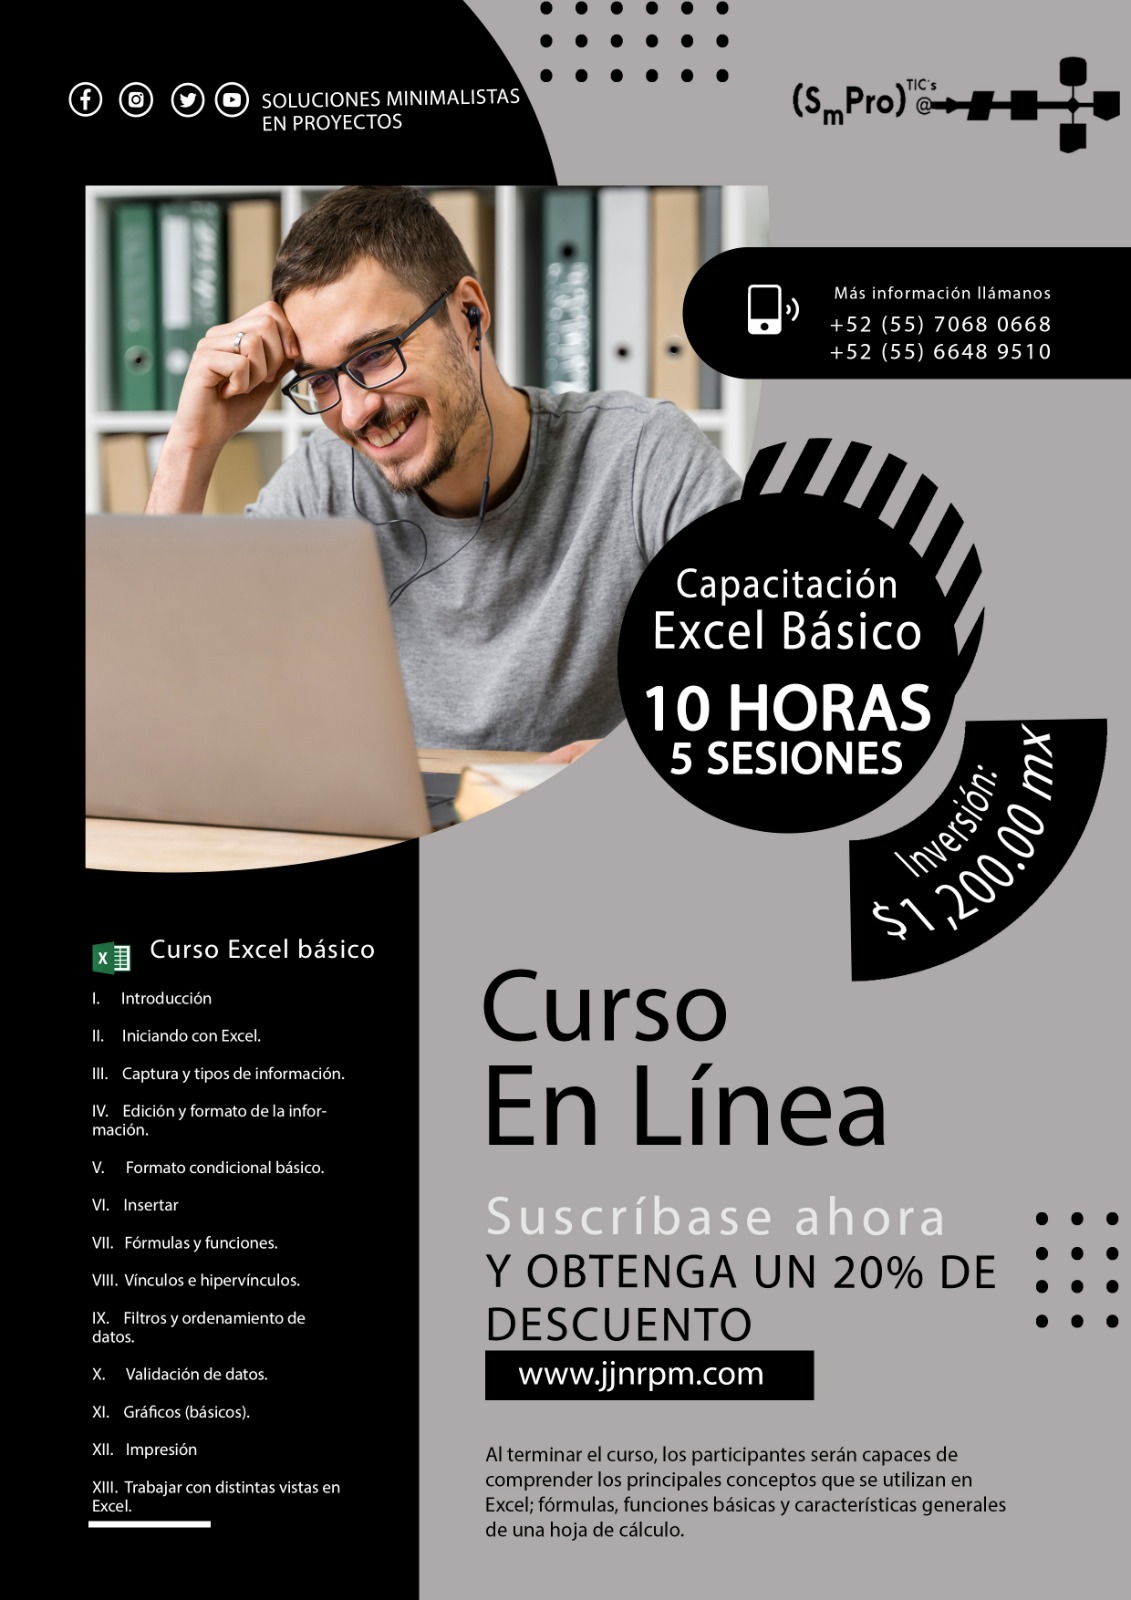 SOLUCIONES MINIMALISTAS
EN PROYECTOS
(SmPro)TIC's
@
Más información llámanos
+52 (55) 7068 0668
+52 (55) 6648 9510
Capacitación
Excel Básico
10 HORAS
5 SESIONES
Inversión:
$1,200.00 mx
X
Curso Excel básico
I. Introducción
II. Iniciando con Excel.
III. Captura y tipos de información.
IV. Edición y formato de la infor-
mación.
V. Formato condicional básico.
VI. Insertar
VII. Fórmulas y funciones.
VIII. Vínculos e hipervínculos.
IX. Filtros y ordenamiento de
datos.
X. Validación de datos.
XI. Gráficos (básicos).
XII. Impresión
XIII. Trabajar con distintas vistas en
Excel.
Curso
En Línea
Suscríbase ahora
Y OBTENGA UN 20% DE
DESCUENTO
www.jjnrpm.com
Al terminar el curso, los participantes serán capaces de
comprender los principales conceptos que se utilizan en
Excel; fórmulas, funciones básicas y características generales
de una hoja de cálculo.